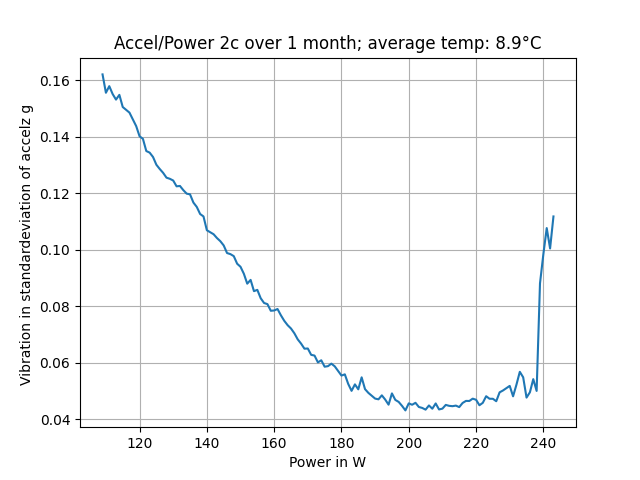 Accel/Power 2c over 1 month; average temp: 8.9°C
0.16
0.14
0.12
0.10
0.08
0.06
0.04
Vibration in standardeviation of accelz g
120 140 160 180 200 220 240
Power in W